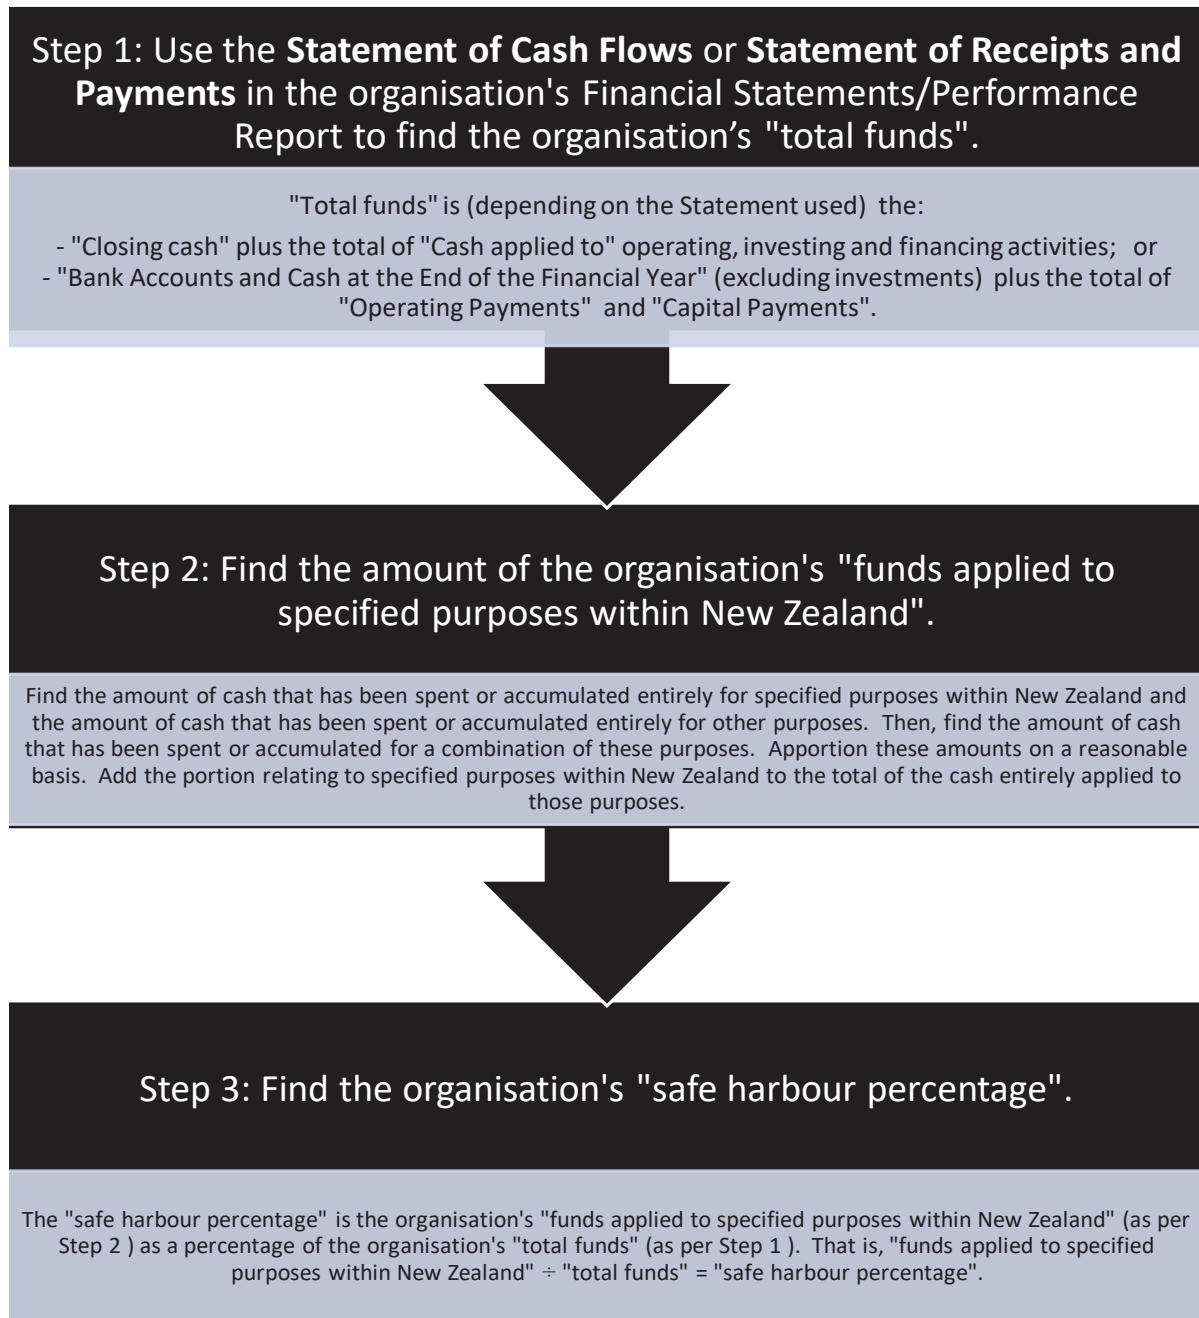 Step 1: Use the Statement of Cash Flows or Statement of Receipts and
Payments in the organisation's Financial Statements/Performance
Report to find the organisation’s "total funds".
"Total funds" is (depending on the Statement used) the:
- "Closing cash" plus the total of "Cash applied to" operating, investing and financing activities; or
- "Bank Accounts and Cash at the End of the Financial Year" (excluding investments) plus the total of
"Operating Payments" and "Capital Payments".
Step 2: Find the amount of the organisation's "funds applied to
specified purposes within New Zealand".
Find the amount of cash that has been spent or accumulated entirely for specified purposes within New Zealand and
the amount of cash that has been spent or accumulated entirely for other purposes. Then, find the amount of cash
that has been spent or accumulated for a combination of these purposes. Apportion these amounts on a reasonable
basis. Add the portion relating to specified purposes within New Zealand to the total of the cash entirely applied to
those purposes.
Step 3: Find the organisation's "safe harbour percentage".
The "safe harbour percentage" is the organisation's "funds applied to specified purposes within New Zealand" (as per
Step 2 ) as a percentage of the organisation's "total funds" (as per Step 1 ). That is, "funds applied to specified
purposes within New Zealand" ÷ "total funds" = "safe harbour percentage".